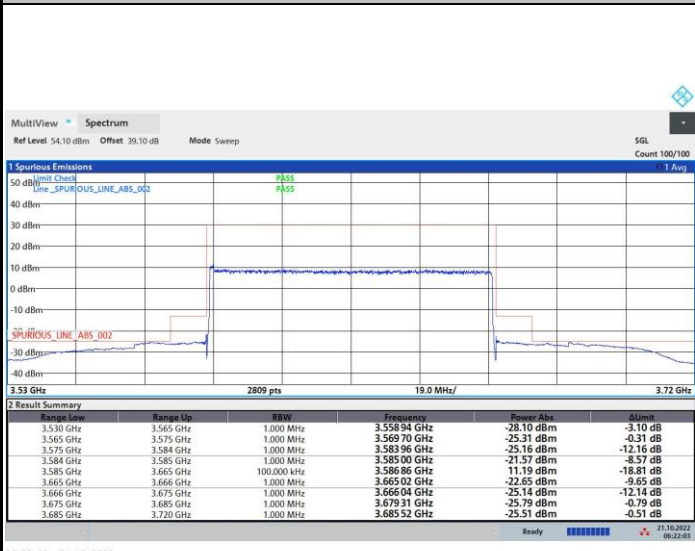 MultiView Spectrum
Ref Level 54.10 dBm Offset 39.10 dB Mode Sweep SGL
Count 100/100
1 Spurious Emissions 1 Avg
50 dBm Limit Check PASS
Line _SPURIOUS_LINE_ABS_002 PASS
40 dBm
30 dBm
20 dBm
10 dBm
0 dBm
-10 dBm
SPURIOUS_LINE_ABS_002
-30 dBm
-40 dBm
3.53 GHz 2809 pts 19.0 MHz/ 3.72 GHz
2 Result Summary
Range Low Range Up RBW Frequency Power Abs ΔLimit
3.530 GHz 3.565 GHz 1.000 MHz 3.558 94 GHz -28.10 dBm -3.10 dB
3.565 GHz 3.575 GHz 1.000 MHz 3.569 70 GHz -25.31 dBm -0.31 dB
3.575 GHz 3.584 GHz 1.000 MHz 3.583 96 GHz -25.16 dBm -12.16 dB
3.584 GHz 3.585 GHz 1.000 MHz 3.585 00 GHz -21.57 dBm -8.57 dB
3.585 GHz 3.665 GHz 100.000 kHz 3.586 86 GHz 11.19 dBm -18.81 dB
3.665 GHz 3.666 GHz 1.000 MHz 3.665 02 GHz -22.65 dBm -9.65 dB
3.666 GHz 3.675 GHz 1.000 MHz 3.666 04 GHz -25.14 dBm -12.14 dB
3.675 GHz 3.685 GHz 1.000 MHz 3.679 31 GHz -25.79 dBm -0.79 dB
3.685 GHz 3.720 GHz 1.000 MHz 3.685 52 GHz -25.51 dBm -0.51 dB
Ready 21.10.2022
06:22:03